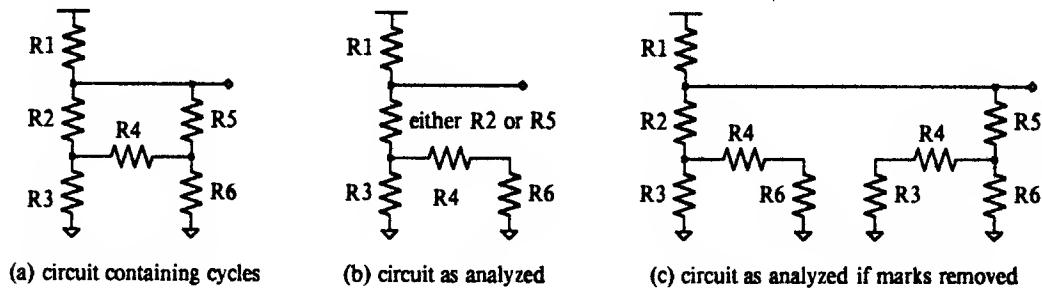 R1
R2
R5
R4
R3
R6
(a) circuit containing cycles
R1
either R2 or R5
R3
R4
R6
(b) circuit as analyzed
R1
R2
R4
R4
R5
R3
R6
R3
R6
(c) circuit as analyzed if marks removed